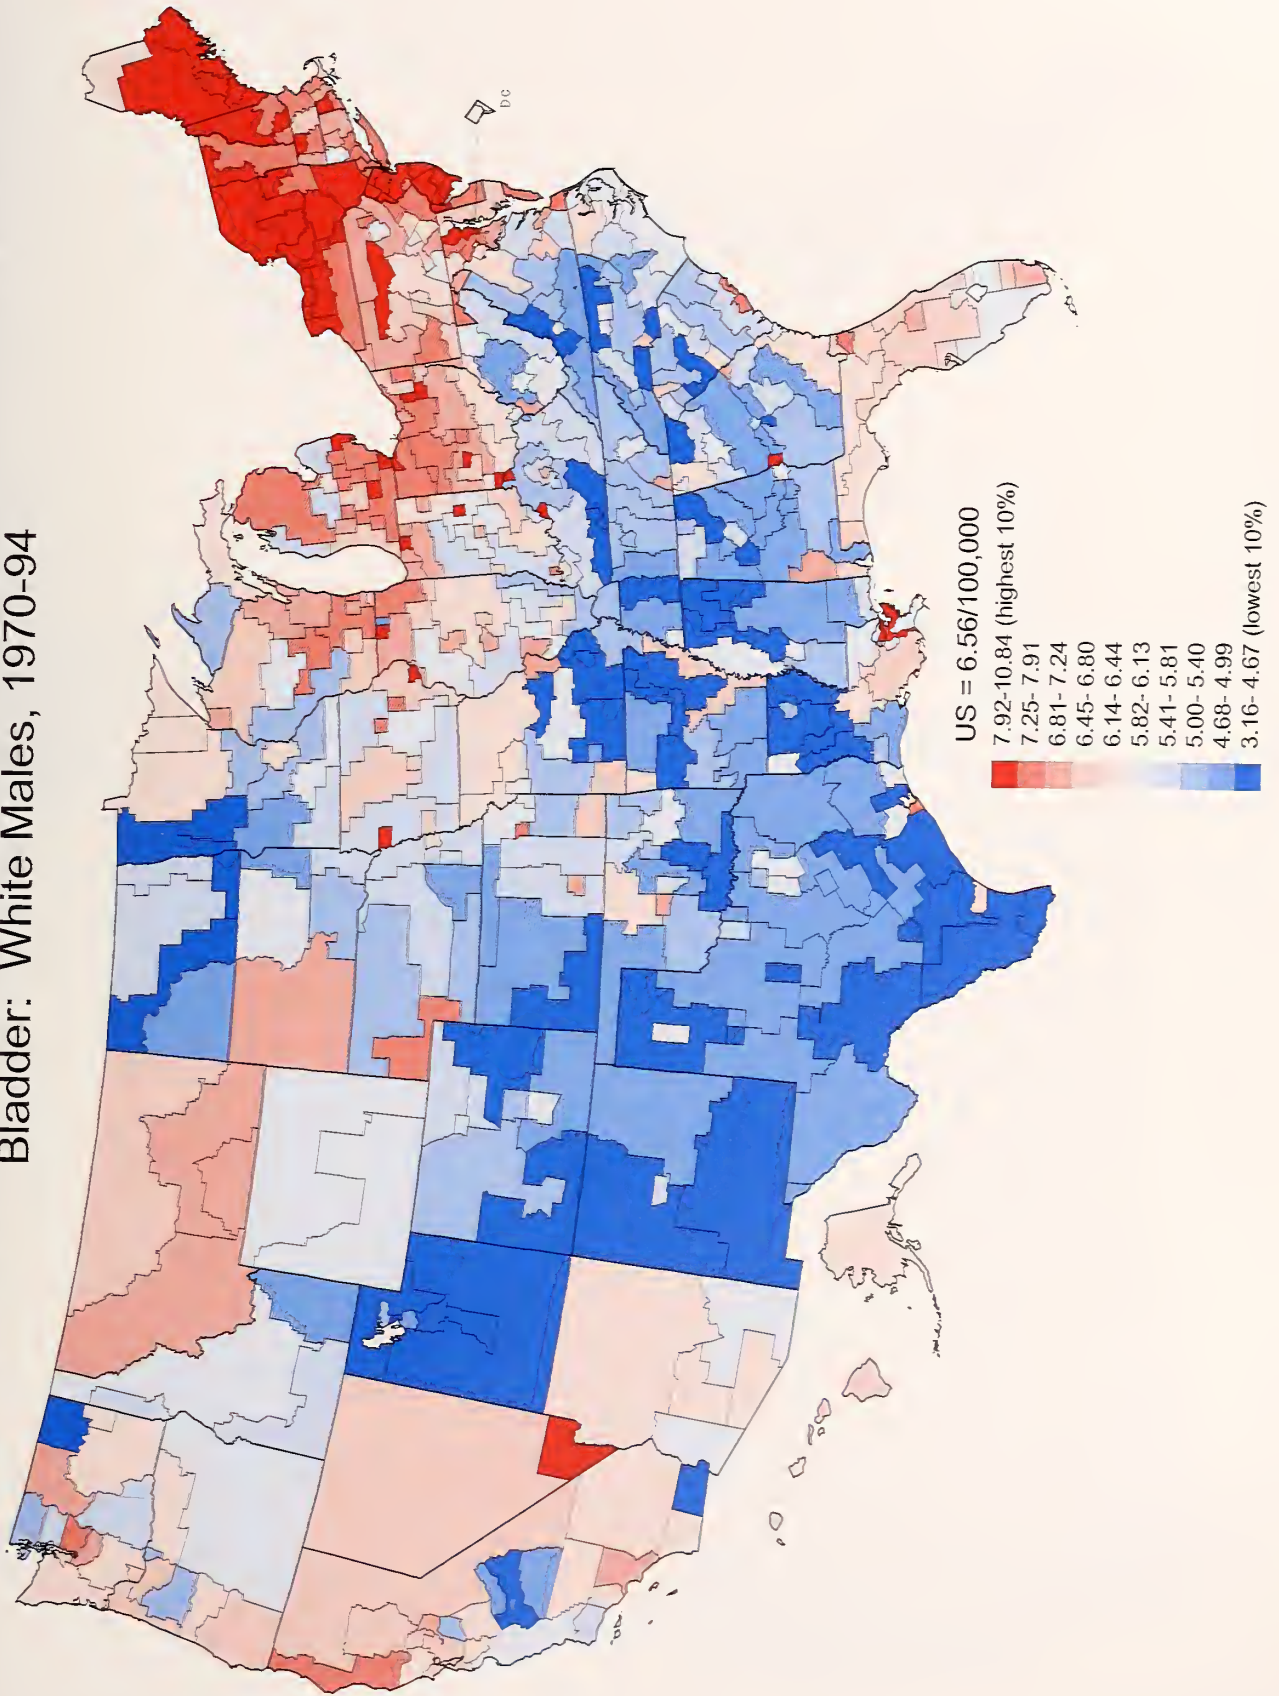 Bladder: White Males, 1970-94
DC
US = 6.56/100,000
7.92-10.84 (highest 10%)
7.25- 7.91
6.81- 7.24
6.45- 6.80
6.14- 6.44
5.82- 6.13
5.41- 5.81
5.00- 5.40
4.68- 4.99
3.16- 4.67 (lowest 10%)